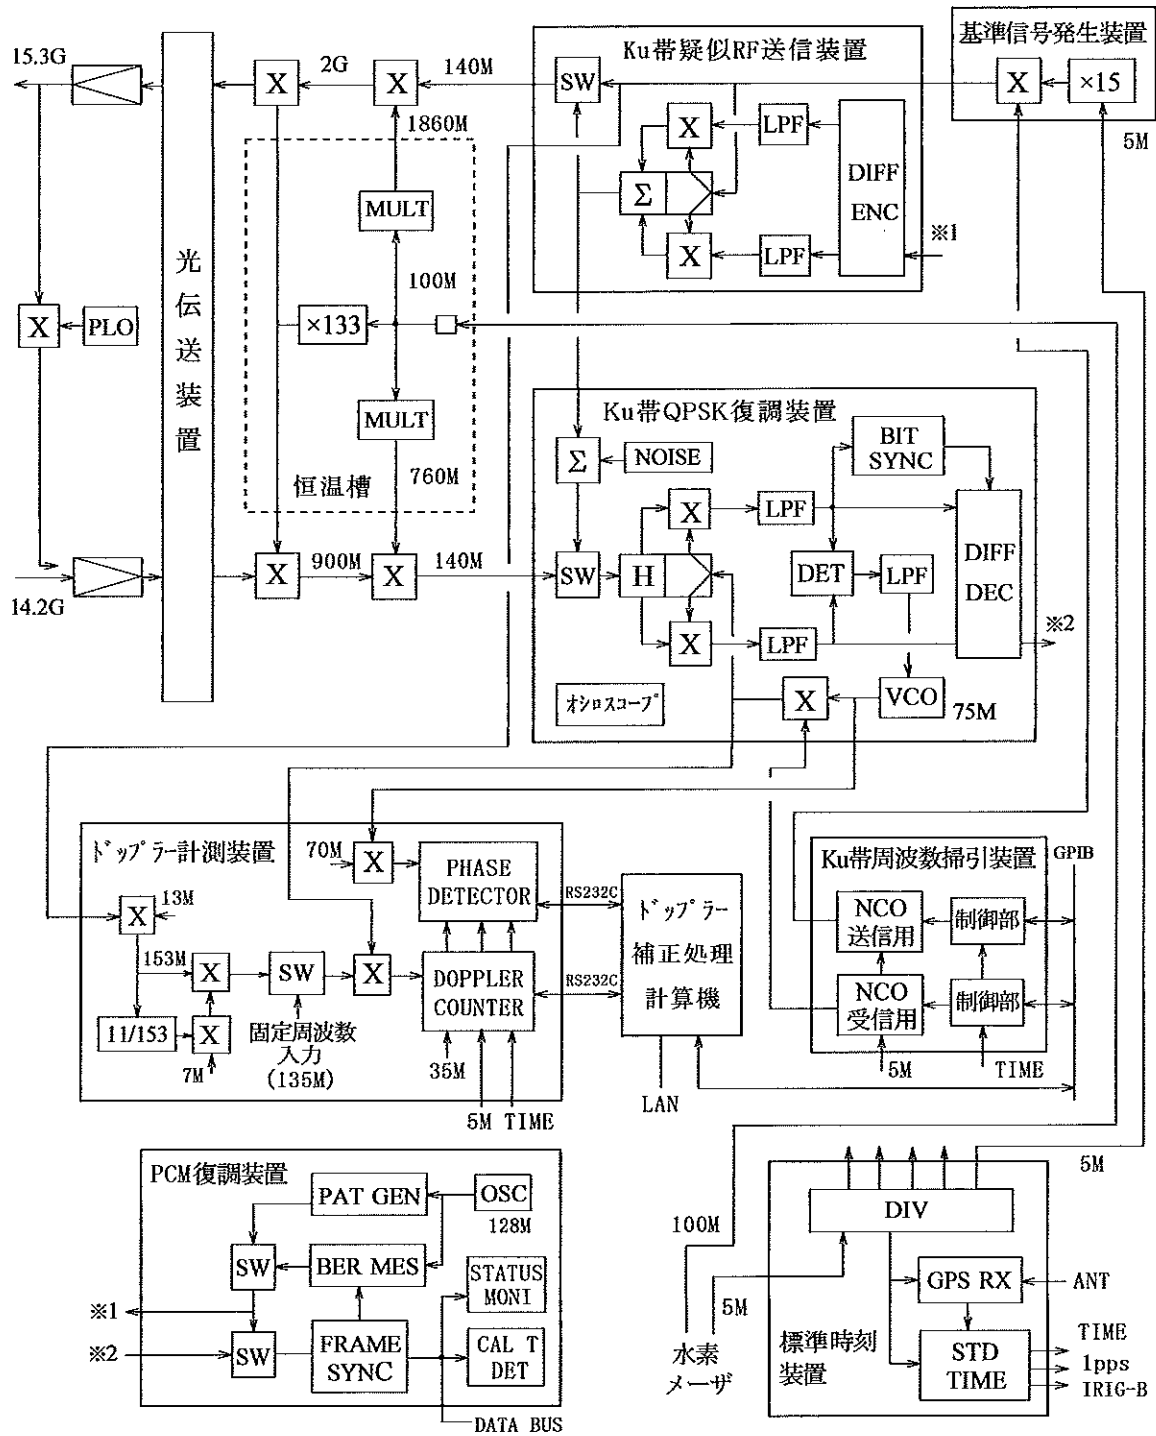 15.3G
光伝送装置
2G
X
X
140M
1860M
恒温槽
MULT
100M
×133
MULT
760M
X
PLO
14.2G
X
900M
X
140M
Ku帯疑似RF送信装置
SW
X
LPF
Σ
DIFF
ENC
※1
X
LPF
基準信号発生装置
X
×15
5M
Ku帯QPSK復調装置
Σ
NOISE
BIT
SYNC
X
LPF
SW
H
DET
LPF
DIFF
DEC
X
LPF
※2
オシロスコープ
X
VCO
75M
ドップラー計測装置
70M
X
PHASE
DETECTOR
X
13M
153M
X
SW
X
DOPPLER
COUNTER
11/153
X
7M
固定周波数
入力
(135M)
35M
5M
TIME
RS232C
RS232C
ドップラー
補正処理
計算機
LAN
Ku帯周波数掃引装置
GPIB
NCO
送信用
制御部
NCO
受信用
制御部
5M
TIME
PCM復調装置
PAT GEN
OSC
128M
SW
BER MES
STATUS
MONI
※1
※2
SW
FRAME
SYNC
CAL T
DET
DATA BUS
100M
5M
水素
メーザ
5M
DIV
GPS RX
ANT
標準時刻
装置
STD
TIME
TIME
1pps
IRIG-B